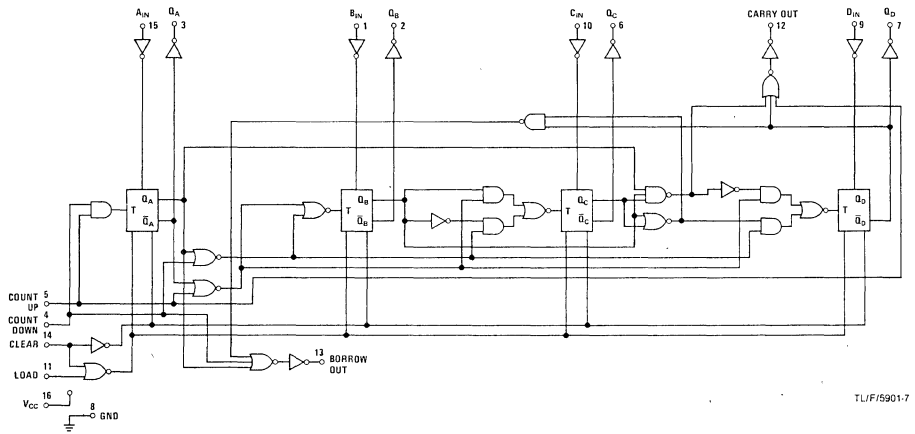 A_IN Q_A B_IN Q_B C_IN Q_C CARRY OUT D_IN Q_D
15 3 1 2 10 6 12 9 7
Q_A Q_B Q_C Q_D
T T T T
Q̅_A Q̅_B Q̅_C Q̅_D
COUNT UP 5
COUNT DOWN 4
CLEAR 14
LOAD 11
13 BORROW OUT
V_CC 16
8 GND
TL/F/5901-7